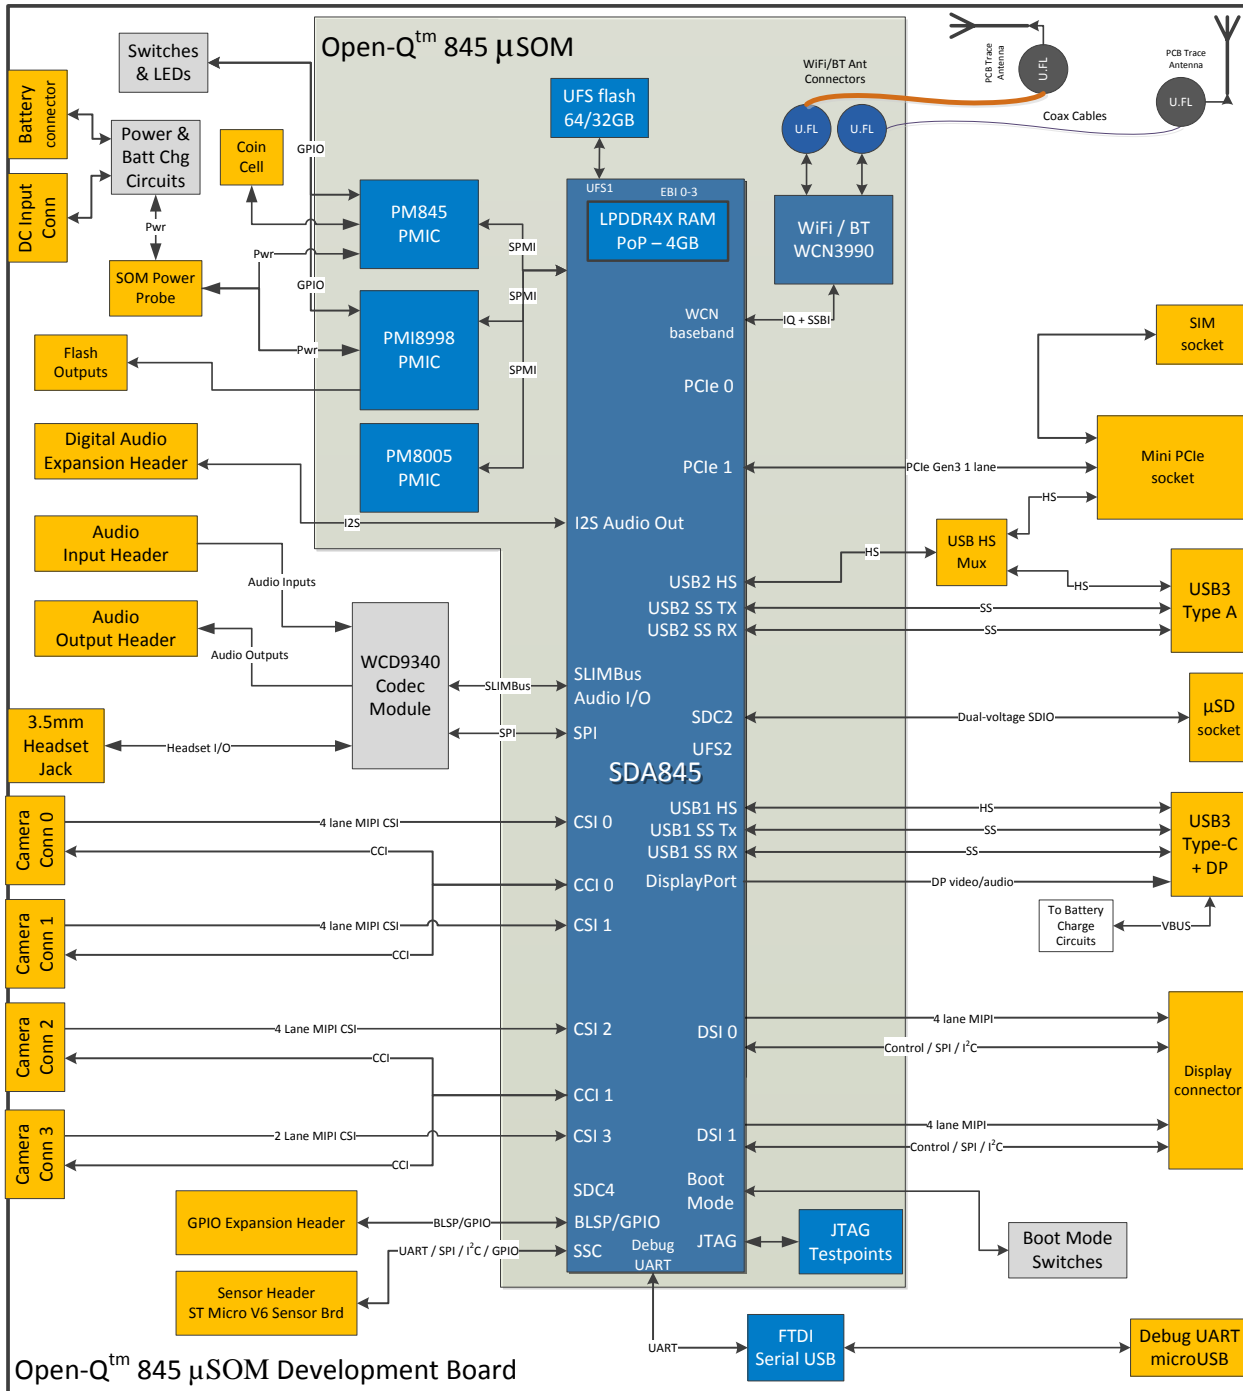 Open-Qtm 845 µSOM
Switches
& LEDs
Battery
connector
Power &
Batt Chg
Circuits
DC Input
Conn
Coin
Cell
GPIO
UFS flash
64/32GB
WiFi/BT Ant
Connectors
U.FL
U.FL
PCB Trace
Antenna
U.FL
PCB Trace
Antenna
U.FL
Coax Cables
UFS1
EBI 0-3
LPDDR4X RAM
PoP – 4GB
PM845
PMIC
WiFi / BT
WCN3990
Pwr
SOM Power
Probe
Pwr
GPIO
SPMI
SPMI
SPMI
PMI8998
PMIC
Pwr
Flash
Outputs
WCN
baseband
IQ + SSBI
SIM
socket
PCIe 0
Digital Audio
Expansion Header
PM8005
PMIC
PCIe 1
PCIe Gen3 1 lane
Mini PCIe
socket
HS
I2S
I2S Audio Out
Audio
Input Header
Audio Inputs
USB HS
Mux
HS
USB2 HS
HS
USB3
Type A
USB2 SS TX
SS
USB2 SS RX
SS
Audio
Output Header
Audio Outputs
WCD9340
Codec
Module
SLIMBus
SLIMBus
Audio I/O
SPI
SPI
3.5mm
Headset
Jack
Headset I/O
SDC2
Dual-voltage SDIO
µSD
socket
UFS2
SDA845
Camera
Conn 0
4 lane MIPI CSI
CSI 0
CCI
CCI 0
Camera
Conn 1
4 lane MIPI CSI
CSI 1
CCI
USB1 HS
HS
USB1 SS Tx
SS
USB1 SS RX
SS
USB3
Type-C
+ DP
DisplayPort
DP video/audio
To Battery
Charge
Circuits
VBUS
Camera
Conn 2
4 Lane MIPI CSI
CSI 2
CCI
CCI 1
Camera
Conn 3
2 Lane MIPI CSI
CSI 3
CCI
DSI 0
4 lane MIPI
Control / SPI / I2C
Display
connector
DSI 1
4 lane MIPI
Control / SPI / I2C
SDC4
Boot
Mode
GPIO Expansion Header
BLSP/GPIO
BLSP/GPIO
UART / SPI / I2C / GPIO
SSC
Debug
UART
JTAG
JTAG
Testpoints
Boot Mode
Switches
Sensor Header
ST Micro V6 Sensor Brd
UART
FTDI
Serial USB
Debug UART
microUSB
Open-Qtm 845 µSOM Development Board